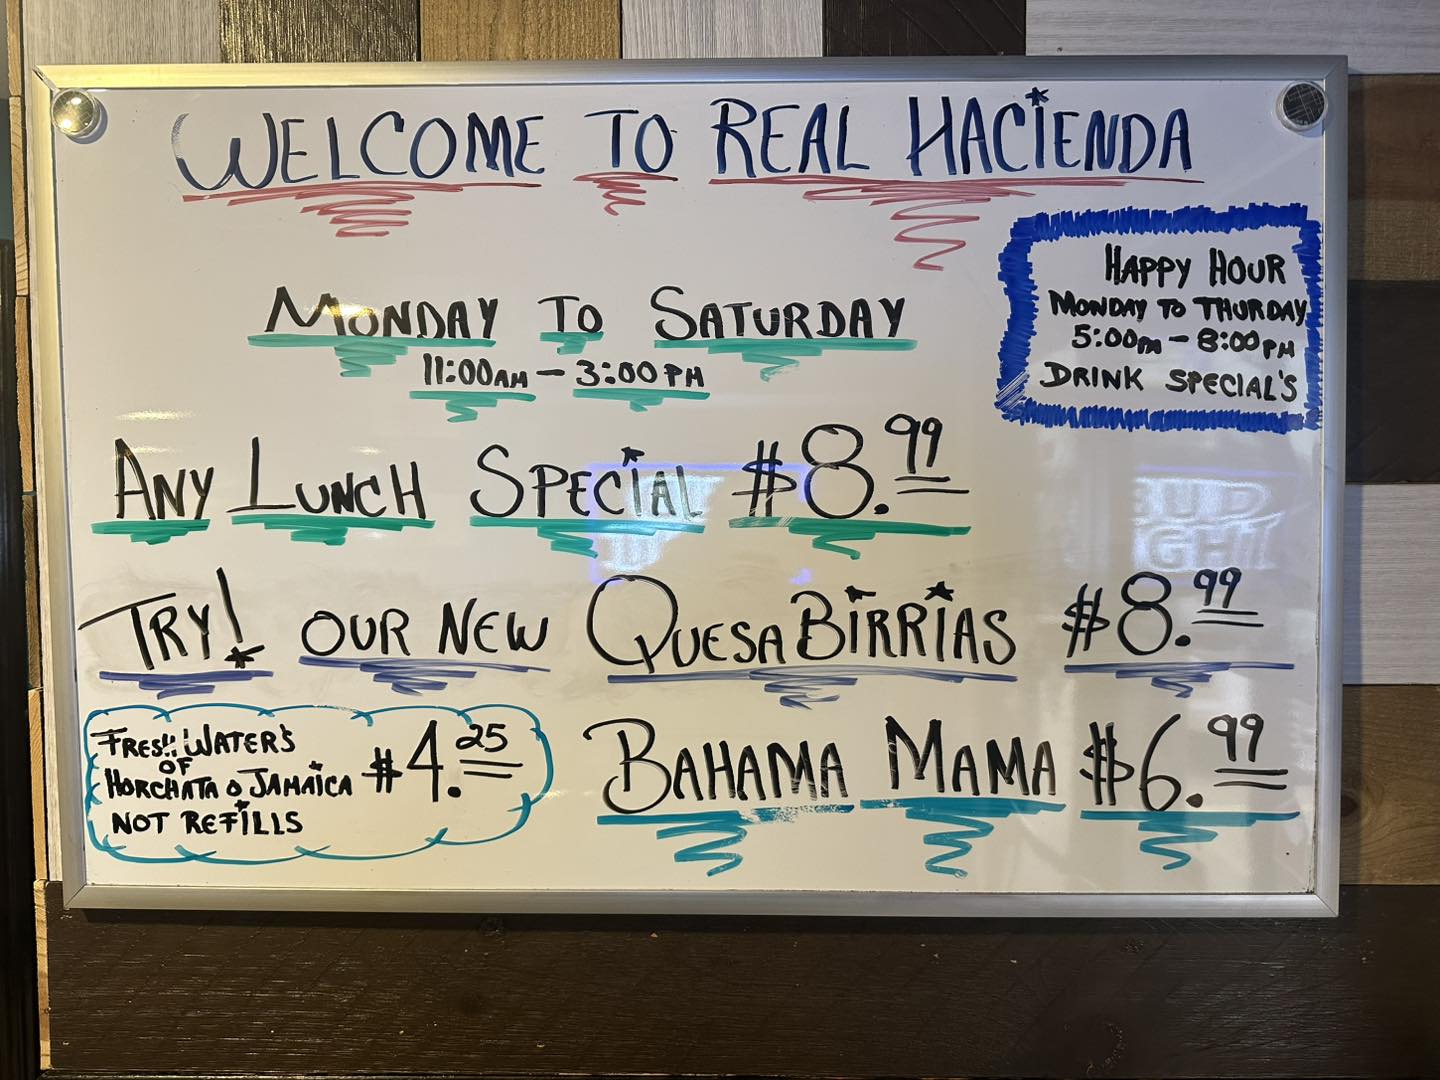 WELCOME TO REAL HACIENDA
HAPPY HOUR
MONDAY TO THURDAY
5:00PM - 8:00PM
DRINK SPECIAL'S
MONDAY TO SATURDAY
11:00AM - 3:00PM
ANY LUNCH SPECIAL $8.99
TRY! OUR NEW QUESABIRRIAS $8.99
FRESH WATER'S
OF
HORCHATA O JAMAICA $4.25
NOT REFILLS
BAHAMA MAMA $6.99